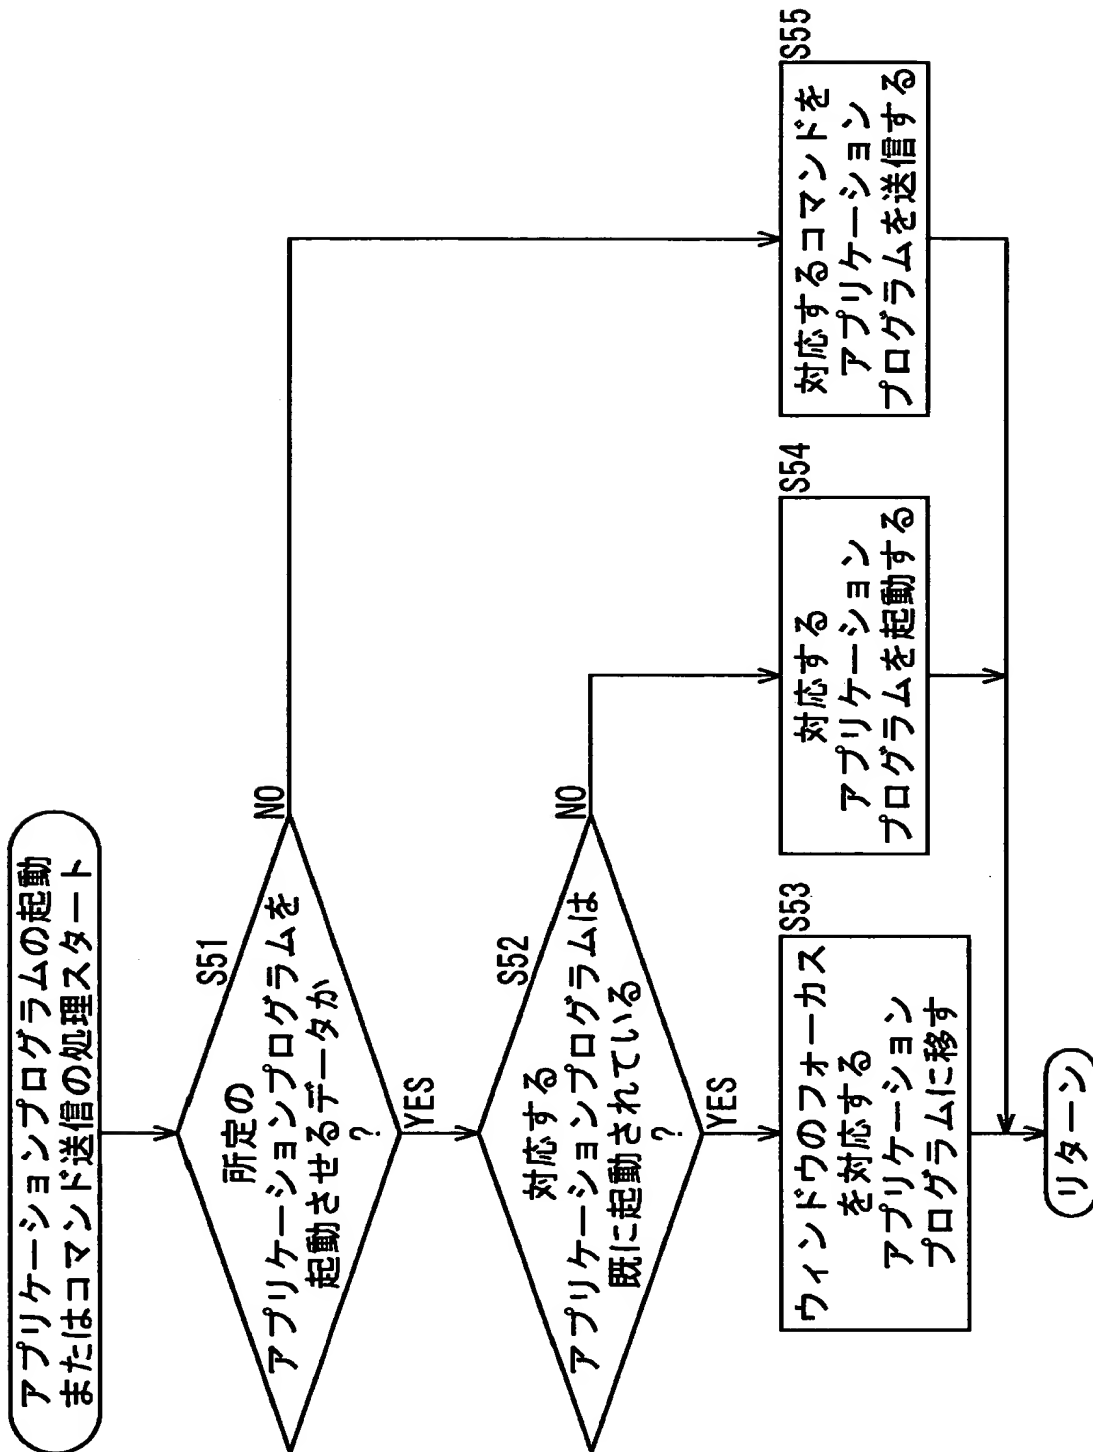 アプリケーションプログラムの起動
またはコマンド送信の処理スタート
S51
所定の
アプリケーションプログラムを
起動させるデータか
?
NO
YES
S52
対応する
アプリケーションプログラムは
既に起動されている
?
NO
YES
S53
ウィンドウのフォーカス
を対応する
アプリケーション
プログラムに移す
S54
対応する
アプリケーション
プログラムを起動する
S55
対応するコマンドを
アプリケーション
プログラムを送信する
リターン